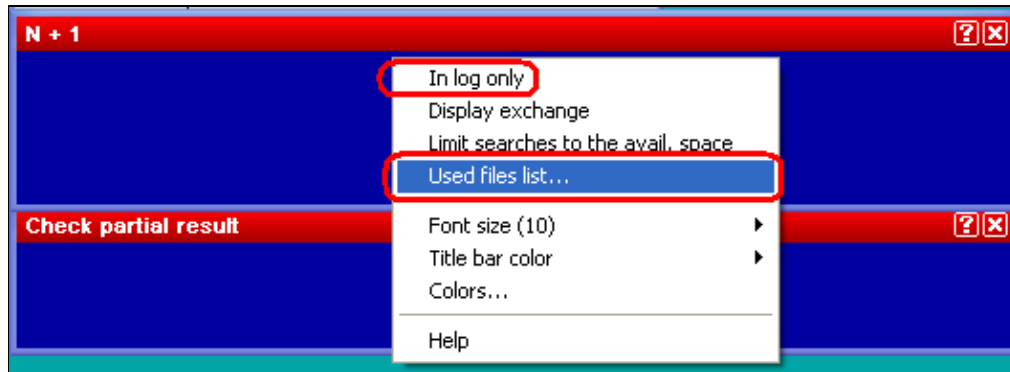 N + 1
In log only
Display exchange
Limit searches to the avail. space
Used files list...
Check partial result
Font size (10)
Title bar color
Colors...
Help